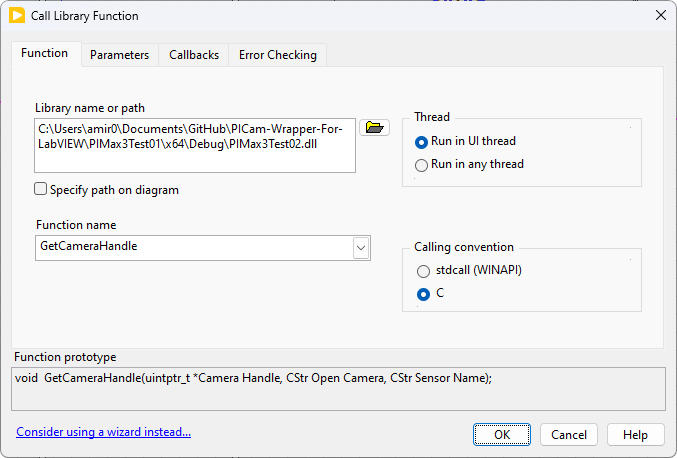 Call Library Function
Function
Parameters
Callbacks
Error Checking
Library name or path
C:\Users\amir0\Documents\GitHub\PICam-Wrapper-For-
LabVIEW\PIMax3Test01\x64\Debug\PIMax3Test02.dll
Specify path on diagram
Function name
GetCameraHandle
Thread
Run in UI thread
Run in any thread
Calling convention
stdcall (WINAPI)
C
Function prototype
void  GetCameraHandle(uintptr_t *Camera Handle, CStr Open Camera, CStr Sensor Name);
Consider using a wizard instead...
OK
Cancel
Help